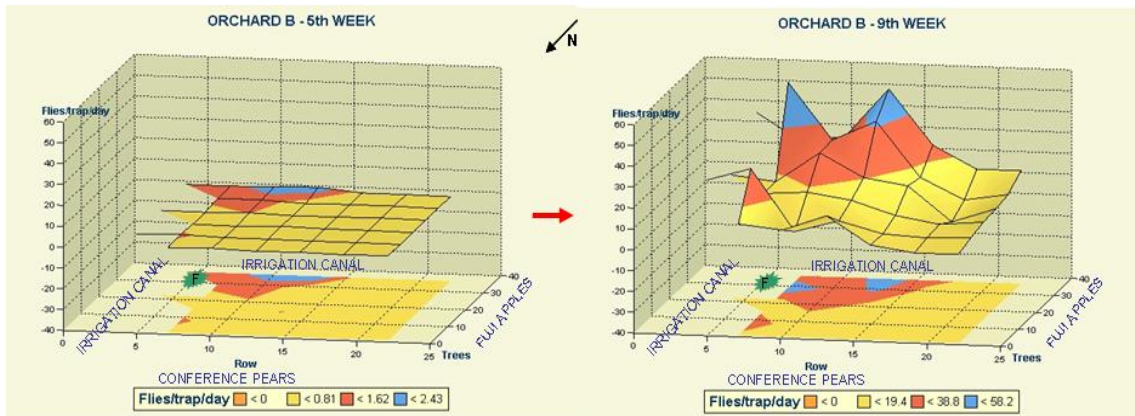 ORCHARD B - 5th WEEK
Flies/trap/day
60
50
40
30
20
10
0
-10
-20
-30
-40
0
5
10
15
20
25
Row
0
10
20
30
40
Trees
IRRIGATION CANAL
IRRIGATION CANAL
F
FUJI APPLES
CONFERENCE PEARS
Flies/trap/day < 0 < 0.81 < 1.62 < 2.43
N
ORCHARD B - 9th WEEK
Flies/trap/day
60
50
40
30
20
10
0
-10
-20
-30
-40
0
5
10
15
20
25
Row
0
10
20
30
40
Trees
IRRIGATION CANAL
IRRIGATION CANAL
F
FUJI APPLES
CONFERENCE PEARS
Flies/trap/day < 0 < 19.4 < 38.8 < 58.2